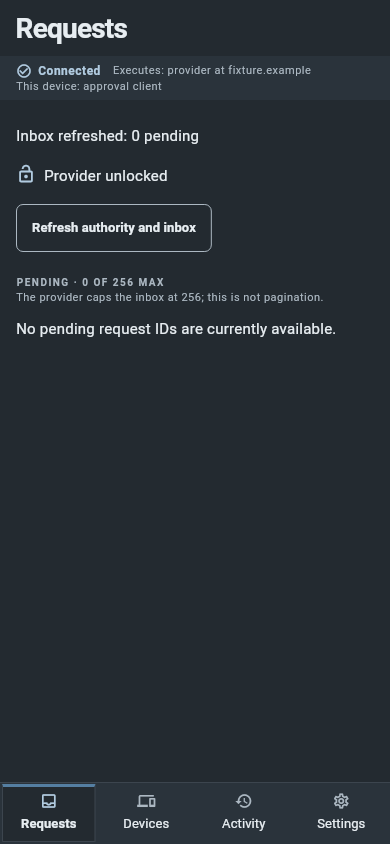 Requests
Connected Executes: provider at fixture.example
This device: approval client
Inbox refreshed: 0 pending
Provider unlocked
Refresh authority and inbox
PENDING · 0 OF 256 MAX
The provider caps the inbox at 256; this is not pagination.
No pending request IDs are currently available.
Requests Devices Activity Settings